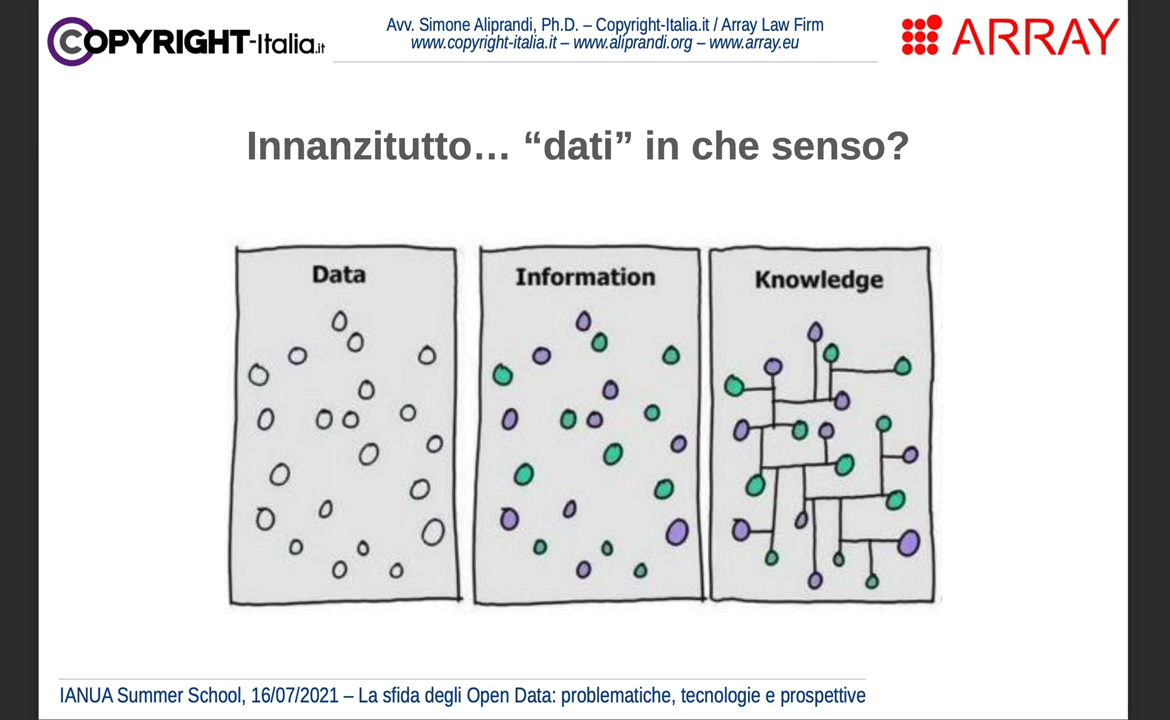 COPYRIGHT-Italia.it
Avv. Simone Aliprandi, Ph.D. – Copyright-Italia.it / Array Law Firm
www.copyright-italia.it – www.aliprandi.org – www.array.eu
ARRAY
Innanzitutto… “dati” in che senso?
Data
Information
Knowledge
IANUA Summer School, 16/07/2021 – La sfida degli Open Data: problematiche, tecnologie e prospettive